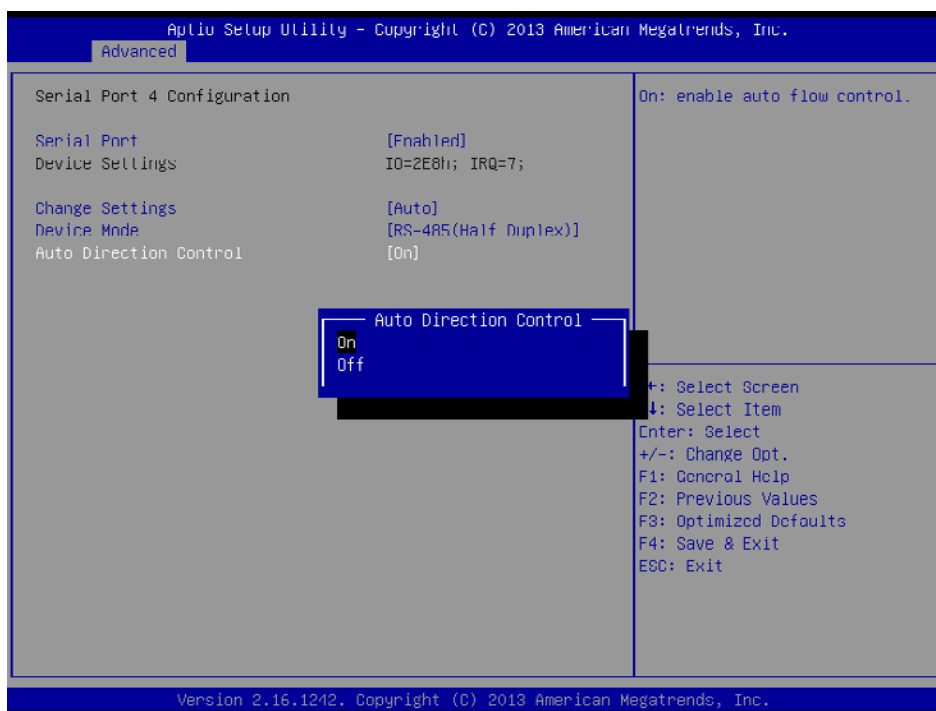 Aptio Setup Utility – Copyright (C) 2013 American Megatrends, Inc.
Advanced
Serial Port 4 Configuration
Serial Port [Enabled]
Device Settings IO=2E8h; IRQ=7;
Change Settings [Auto]
Device Mode [RS-485(Half Duplex)]
Auto Direction Control [On]
On: enable auto flow control.
Auto Direction Control
On
Off
: Select Screen
: Select Item
Enter: Select
+/-: Change Opt.
F1: General Help
F2: Previous Values
F3: Optimized Defaults
F4: Save & Exit
ESC: Exit
Version 2.16.1242. Copyright (C) 2013 American Megatrends, Inc.